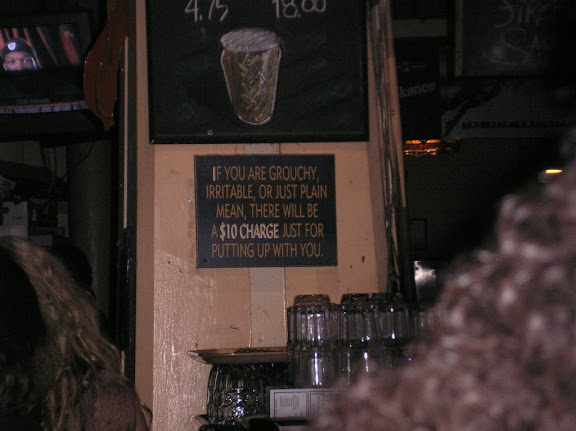 4.75 18.00
kanee
IF YOU ARE GROUCHY,
IRRITABLE, OR JUST PLAIN
MEAN, THERE WILL BE
A $10 CHARGE JUST FOR
PUTTING UP WITH YOU.